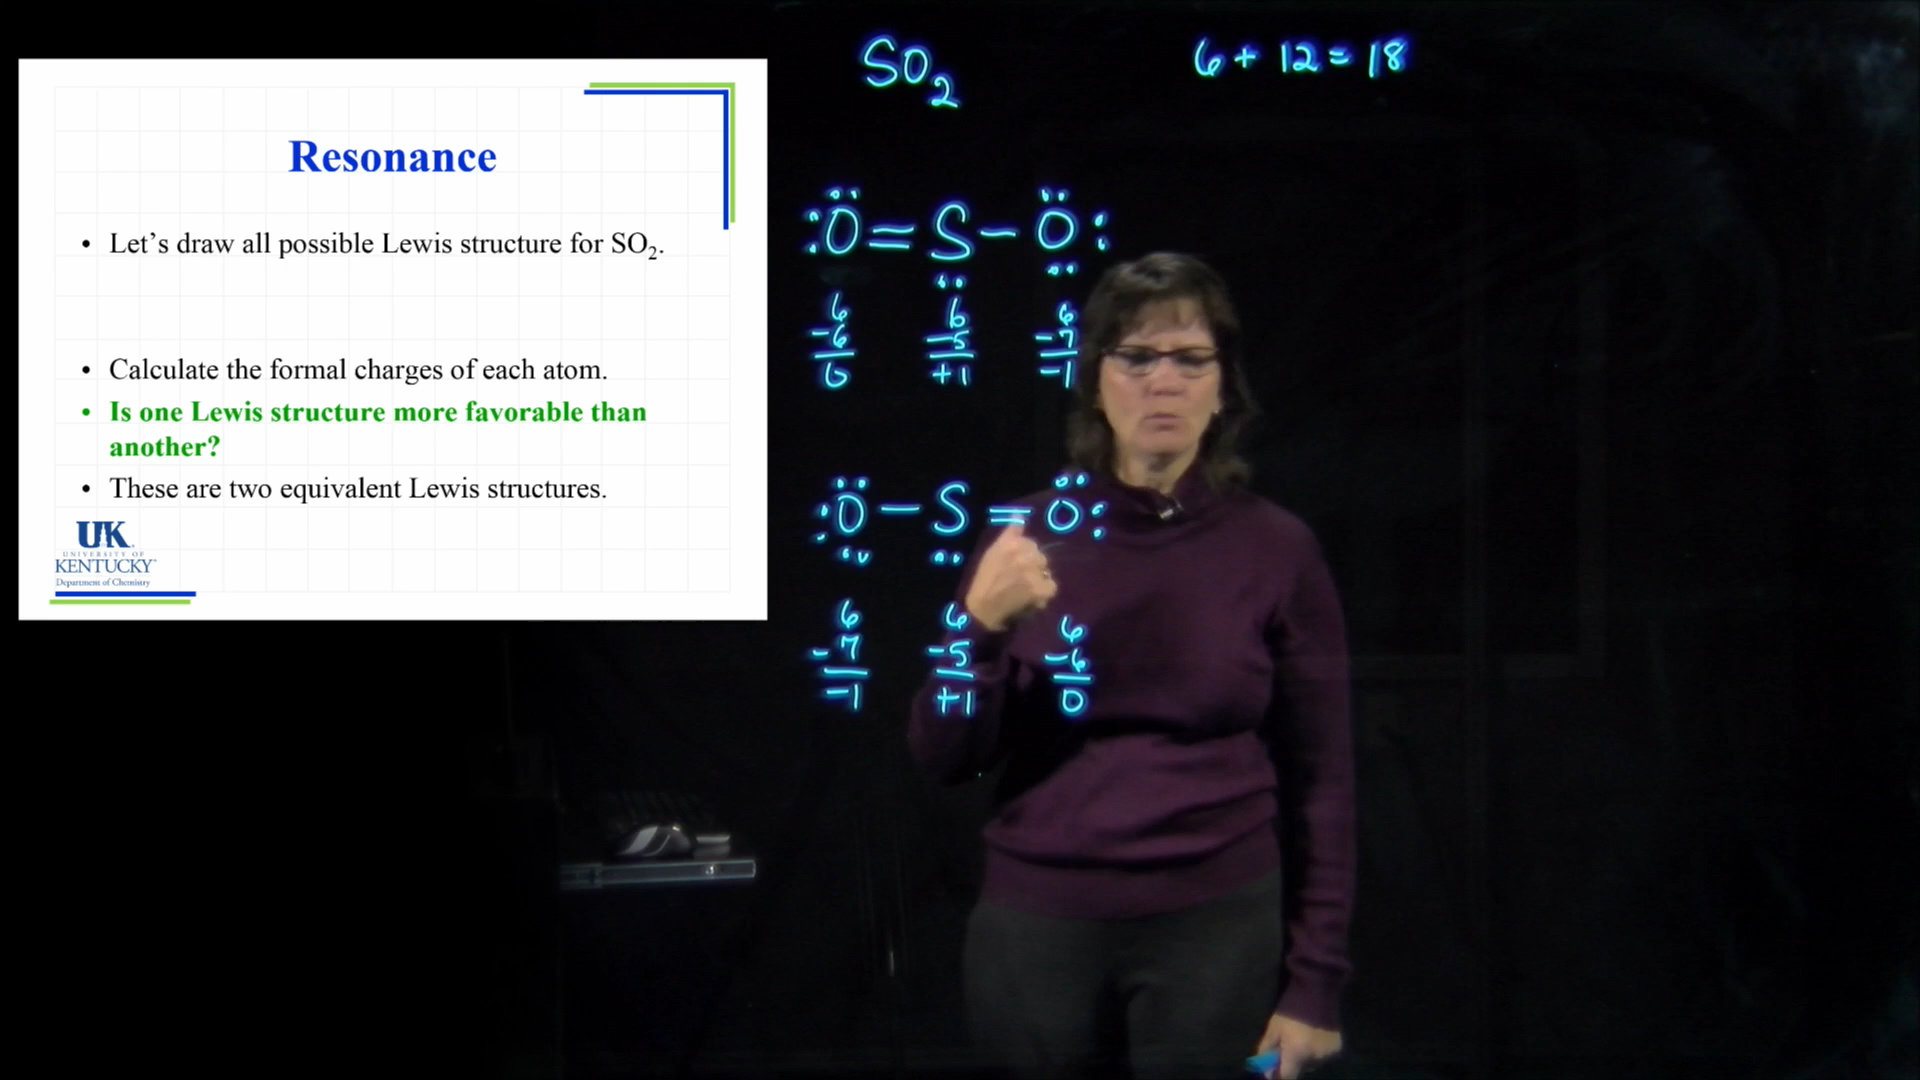 Resonance
• Let's draw all possible Lewis structure for SO₂.
• Calculate the formal charges of each atom.
• Is one Lewis structure more favorable than
another?
• These are two equivalent Lewis structures.
UK
UNIVERSITY OF
KENTUCKY
Department of Chemistry
SO₂
6 + 12 = 18
O = S - O
6 6 6
-6 -5 -7
0 +1 -1
O - S = O
6 6 6
-7 -5 -6
-1 +1 0